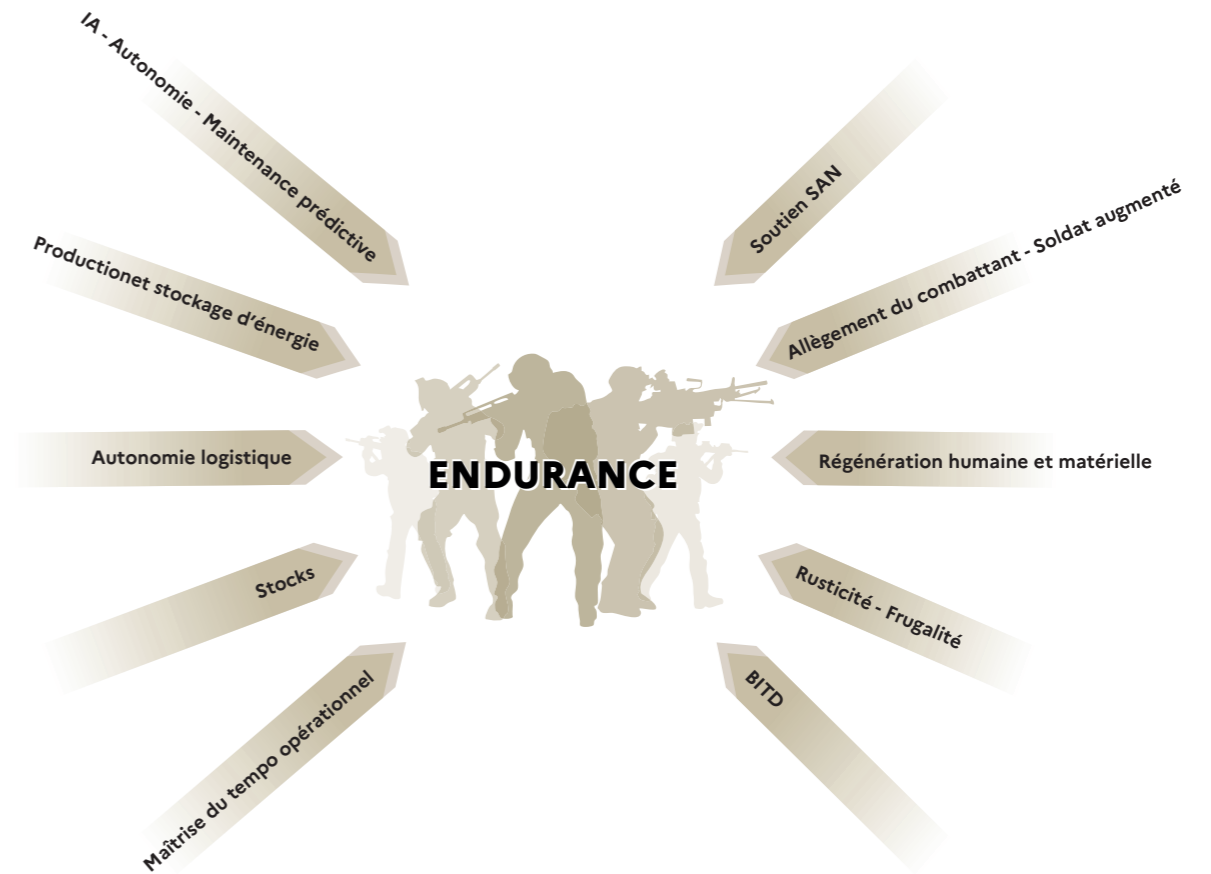 IA - Autonomie - Maintenance prédictive
Productionet stockage d'énergie
Autonomie logistique
Stocks
Maîtrise du tempo opérationnel
ENDURANCE
Soutien SAN
Allègement du combattant - Soldat augmenté
Régénération humaine et matérielle
Rusticité - Frugalité
BITD